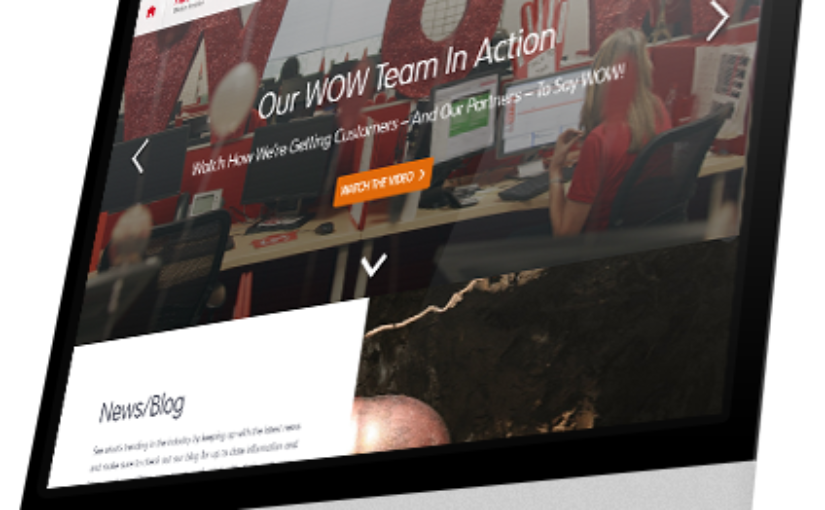 Our WOW Team In Action
Watch How We're Getting Customers – And Our Partners – To Say WOW!
WATCH THE VIDEO
News/Blog
See what's trending in the industry by keeping up with the latest news
and make sure to check out our blog for up to date information and